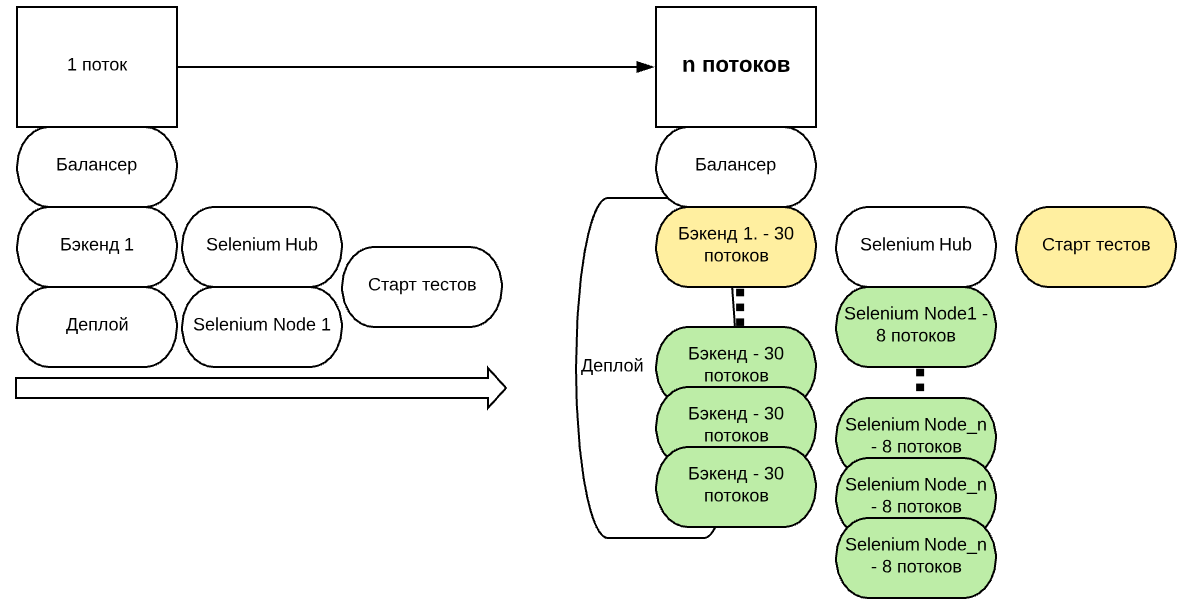 1 поток
Балансер
Бэкенд 1
Деплой
Selenium Hub
Selenium Node 1
Старт тестов
n потоков
Балансер
Деплой
Бэкенд 1. - 30
потоков
Бэкенд - 30
потоков
Бэкенд - 30
потоков
Бэкенд - 30
потоков
Selenium Hub
Selenium Node1 -
8 потоков
Selenium Node_n
- 8 потоков
Selenium Node_n
- 8 потоков
Selenium Node_n
- 8 потоков
Старт тестов